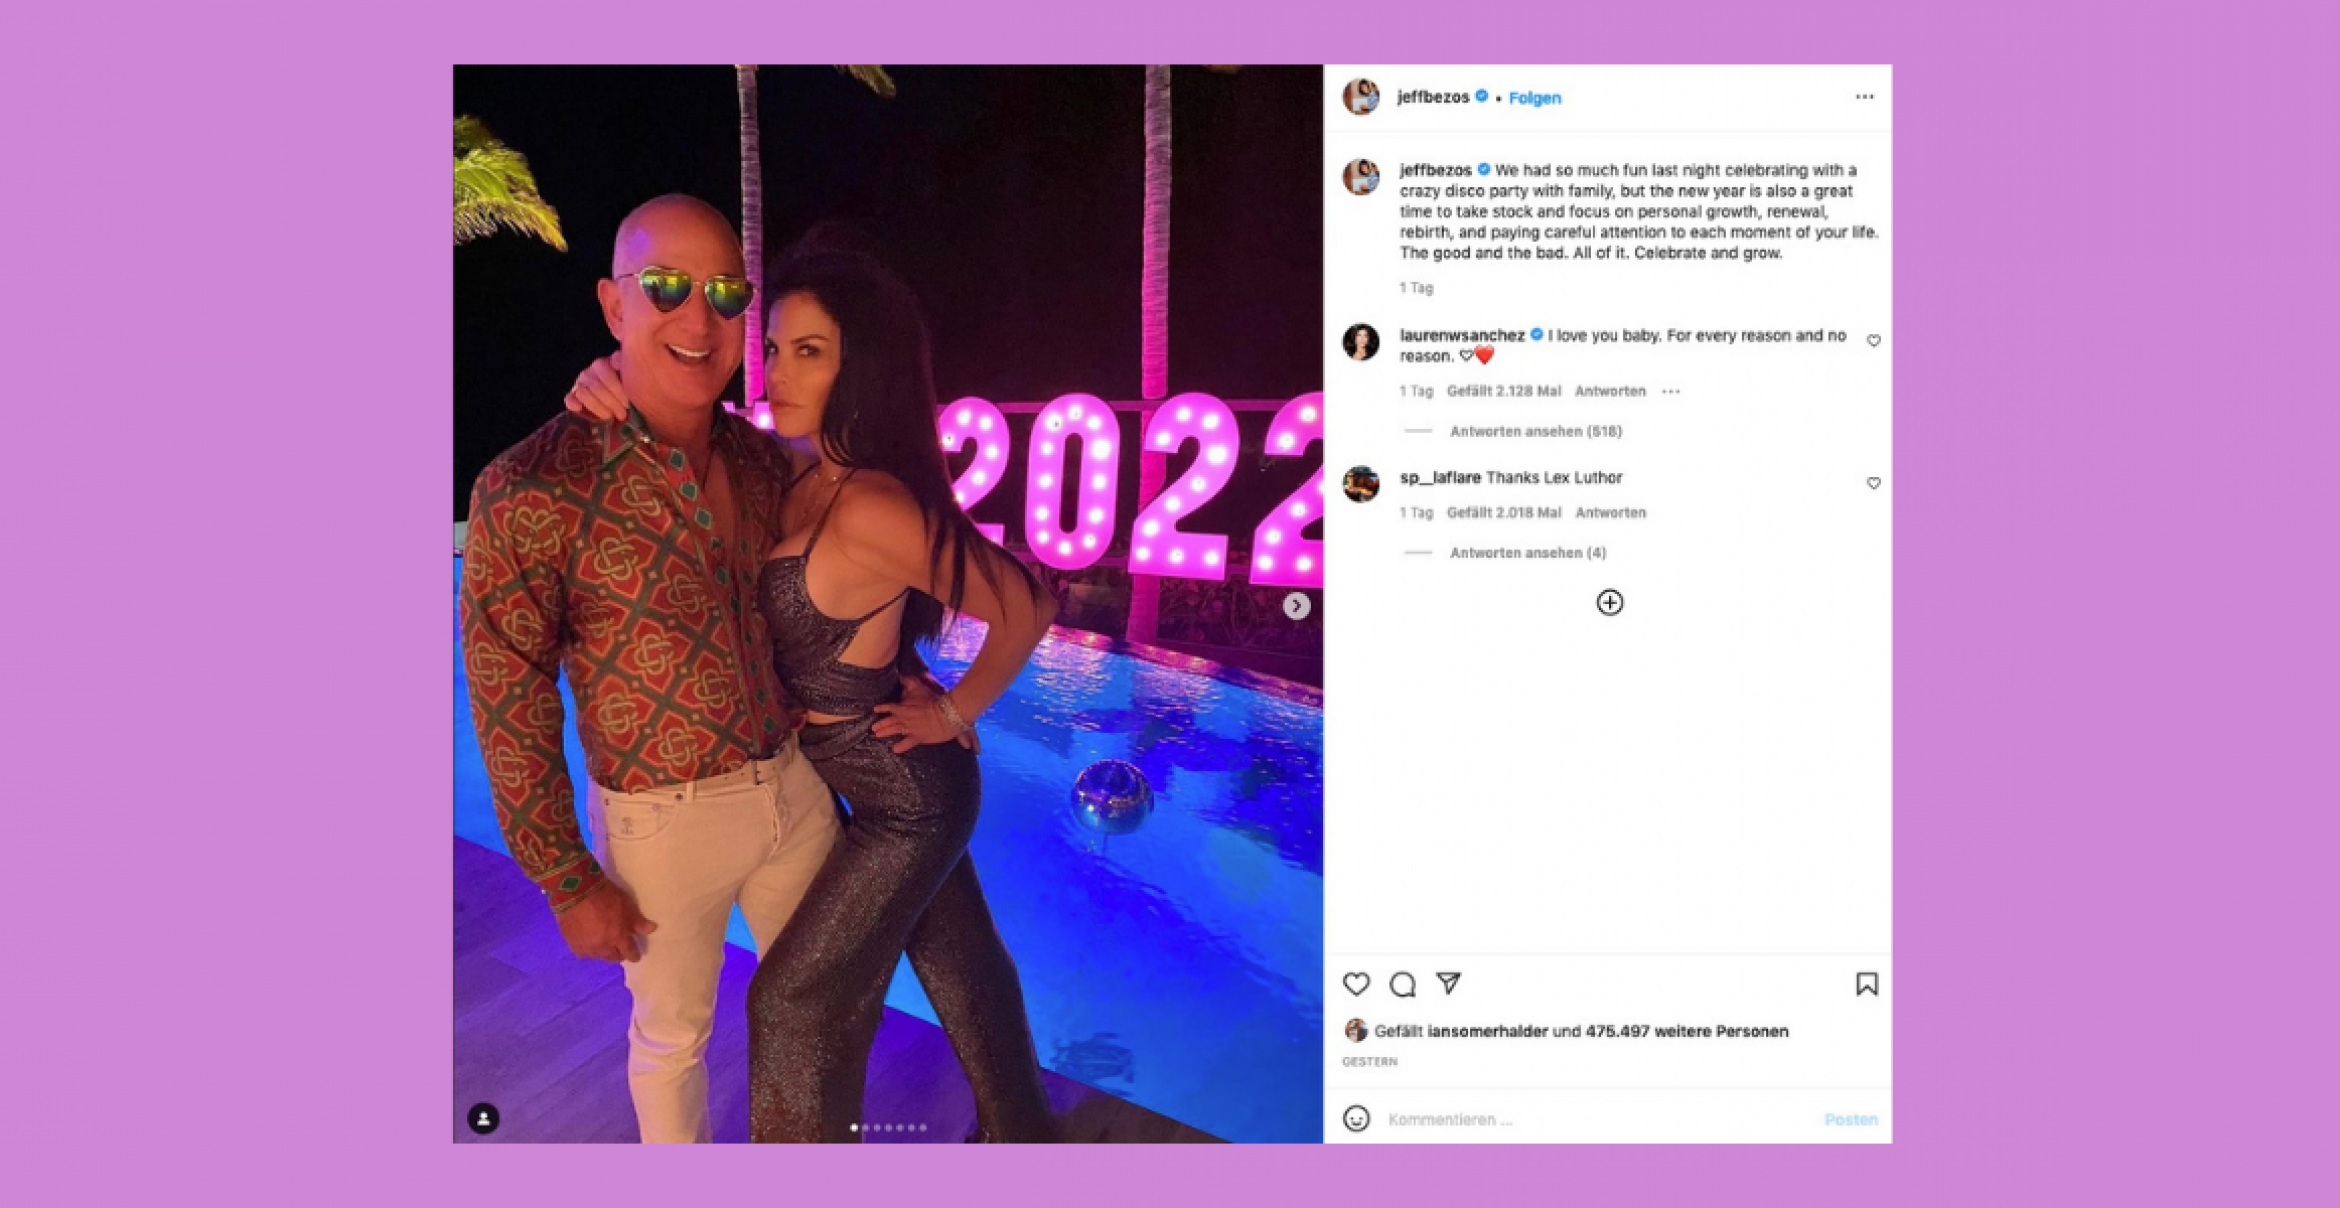 2022
jeffbezos • Folgen
jeffbezos We had so much fun last night celebrating with a
crazy disco party with family, but the new year is also a great
time to take stock and focus on personal growth, renewal,
rebirth, and paying careful attention to each moment of your life.
The good and the bad. All of it. Celebrate and grow.
1 Tag
laurenwsanchez I love you baby. For every reason and no
reason. ♡❤️
1 Tag Gefällt 2.128 Mal Antworten ...
Antworten ansehen (518)
sp__laflare Thanks Lex Luthor
1 Tag Gefällt 2.018 Mal Antworten
Antworten ansehen (4)
Gefällt iansomerhalder und 475.497 weitere Personen
GESTERN
Kommentieren ...
Posten